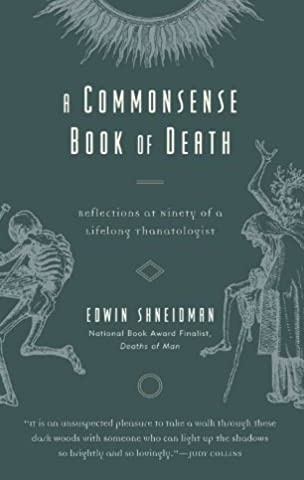 A COMMONSENSE
BOOK OF DEATH
Reflections at Ninety of a
Lifelong Thanatologist
EDWIN SHNEIDMAN
National Book Award Finalist,
Deaths of Man
"It is an unsuspected pleasure to take a walk through these
dark woods with someone who can light up the shadows
so brightly and so lovingly."—JUDY COLLINS